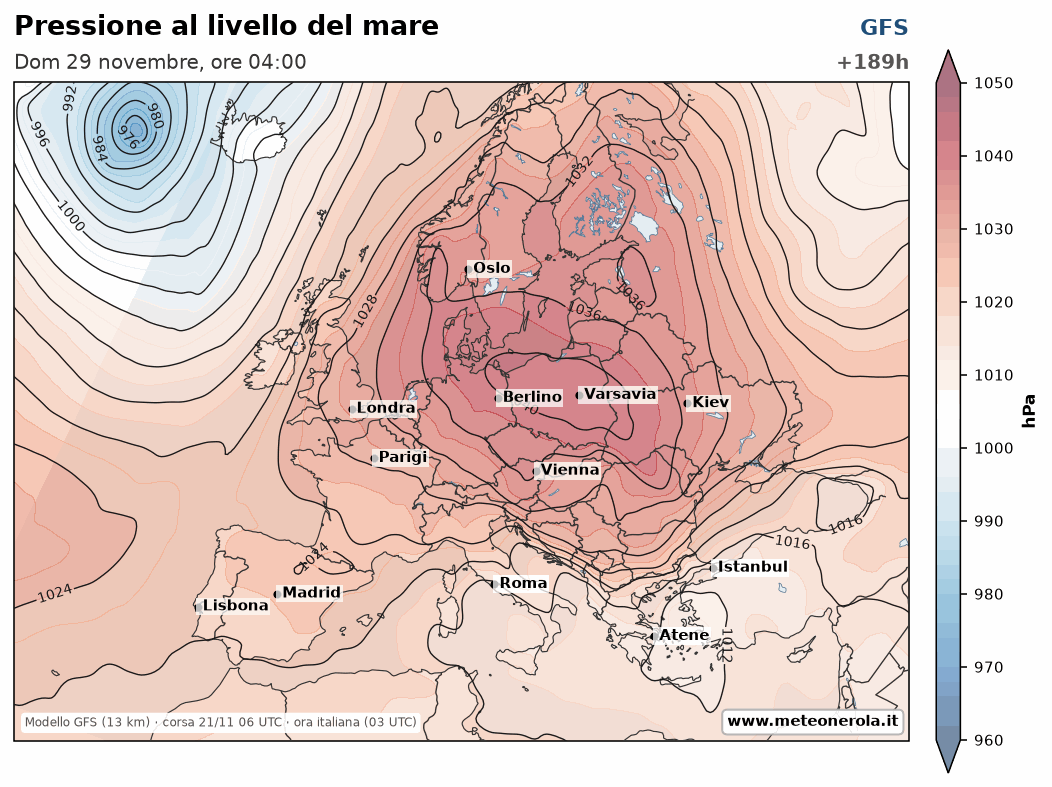 Pressione al livello del mare
GFS
Dom 29 novembre, ore 04:00
+189h
992
980
976
984
996
1000
1032
1028
1036
1036
1024
1024
1016
1016
1012
Oslo
Londra
Berlino
Varsavia
Kiev
Parigi
Vienna
Roma
Istanbul
Madrid
Lisbona
Atene
1050
1040
1030
1020
1010
1000
990
980
970
960
hPa
Modello GFS (13 km) · corsa 21/11 06 UTC · ora italiana (03 UTC)
www.meteonerola.it